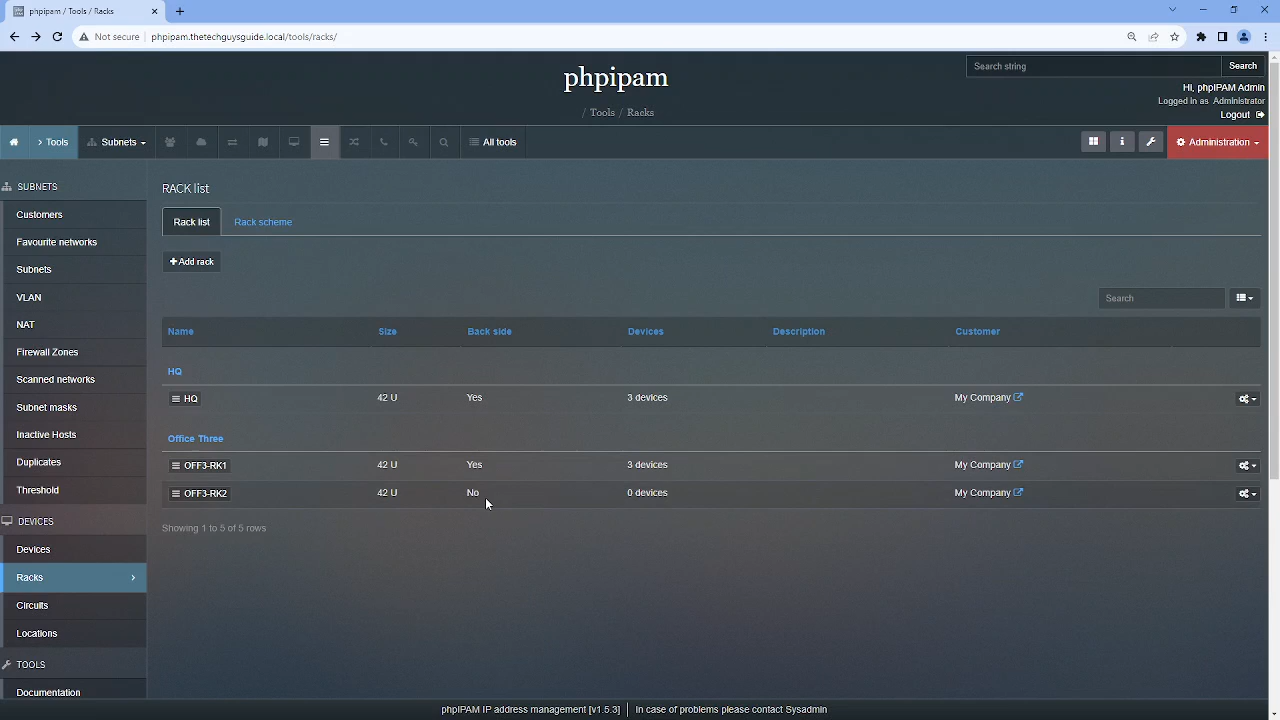 phpipam / Tools / Racks
Not secure phpipam.thetechguysguide.local/tools/racks/
phpipam
/ Tools / Racks
Search string Search
Hi, phpIPAM Admin
Logged in as Administrator
Logout
> Tools Subnets All tools Administration
SUBNETS
Customers
Favourite networks
Subnets
VLAN
NAT
Firewall Zones
Scanned networks
Subnet masks
Inactive Hosts
Duplicates
Threshold
DEVICES
Devices
Racks
Circuits
Locations
TOOLS
Documentation
RACK list
Rack list Rack scheme
+ Add rack
Search
Name Size Back side Devices Description Customer
HQ
HQ 42 U Yes 3 devices My Company
Office Three
OFF3-RK1 42 U Yes 3 devices My Company
OFF3-RK2 42 U No 0 devices My Company
Showing 1 to 5 of 5 rows
phpIPAM IP address management [v1.5.3] In case of problems please contact Sysadmin